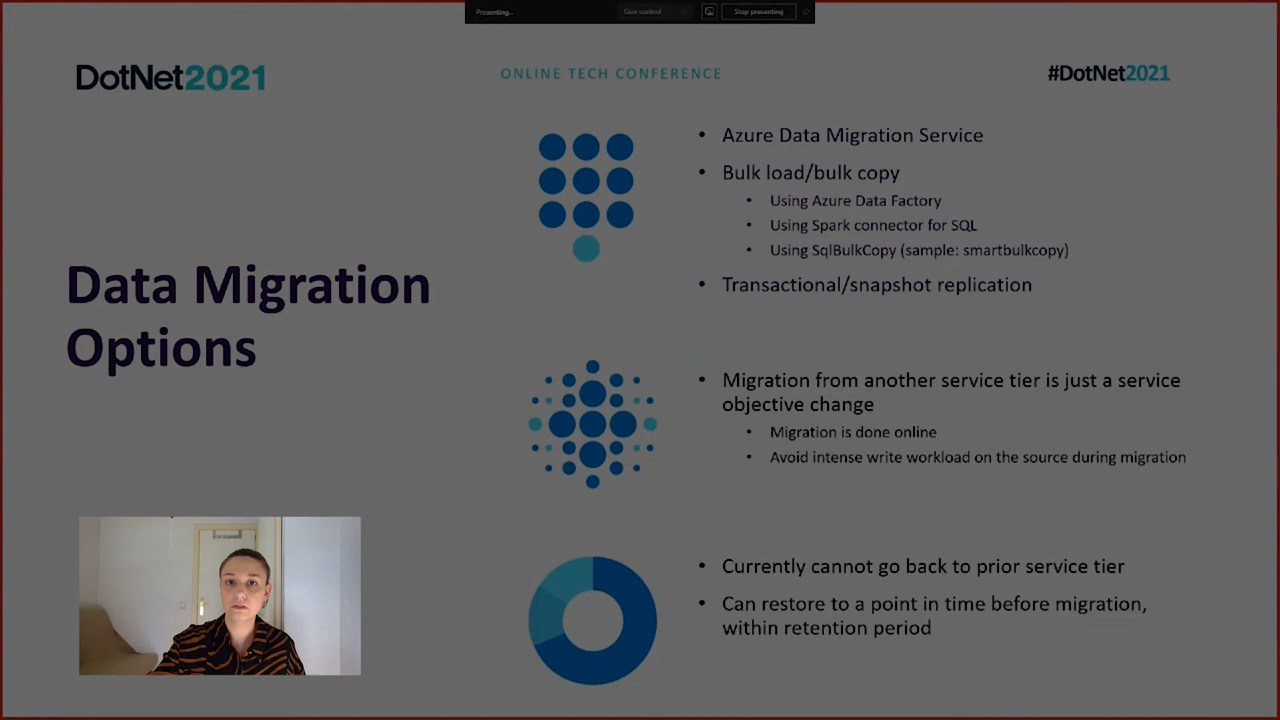 Presenting...
Give control
Stop presenting
DotNet2021
ONLINE TECH CONFERENCE
#DotNet2021
Data Migration
Options
• Azure Data Migration Service
• Bulk load/bulk copy
• Using Azure Data Factory
• Using Spark connector for SQL
• Using SqlBulkCopy (sample: smartbulkcopy)
• Transactional/snapshot replication
• Migration from another service tier is just a service
objective change
• Migration is done online
• Avoid intense write workload on the source during migration
• Currently cannot go back to prior service tier
• Can restore to a point in time before migration,
within retention period